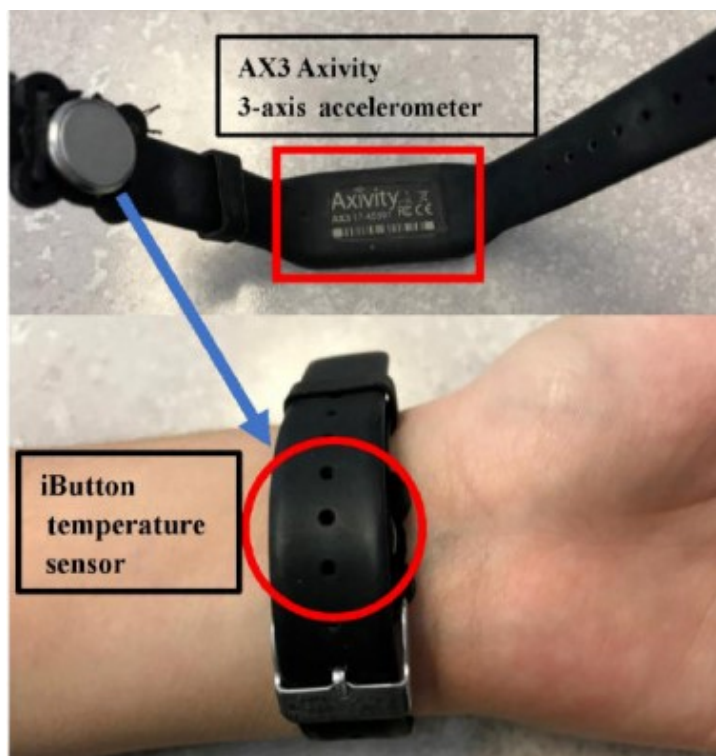 AX3 Axivity
3-axis accelerometer
Axivity
iButton
temperature
sensor